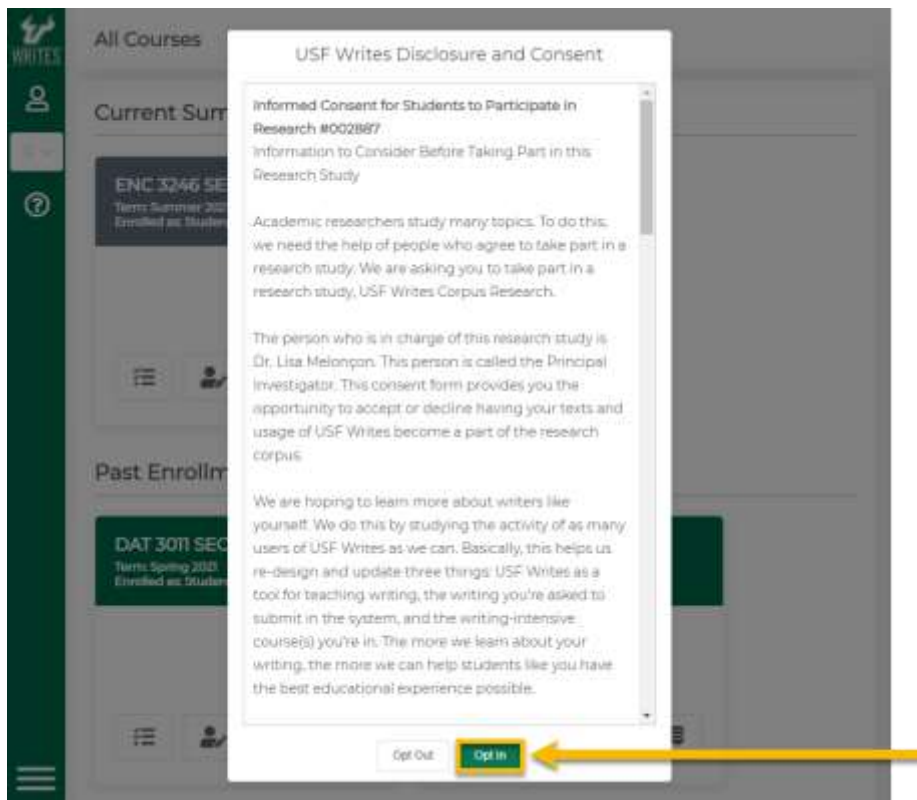 WRITES
All Courses
USF Writes Disclosure and Consent
Informed Consent for Students to Participate in
Research #002887
Information to Consider Before Taking Part in this
Research Study
Academic researchers study many topics. To do this,
we need the help of people who agree to take part in a
research study. We are asking you to take part in a
research study, USF Writes Corpus Research.
The person who is in charge of this research study is
Dr. Lisa Melonçon. This person is called the Principal
Investigator. This consent form provides you the
opportunity to accept or decline having your texts and
usage of USF Writes become a part of the research
corpus.
We are hoping to learn more about writers like
yourself. We do this by studying the activity of as many
users of USF Writes as we can. Basically, this helps us
re-design and update three things: USF Writes as a
tool for teaching writing, the writing you're asked to
submit in the system, and the writing-intensive
course(s) you're in. The more we learn about your
writing, the more we can help students like you have
the best educational experience possible.
Opt Out
Opt In
Current Sum
ENC 3246 SE
Term: Summer 202
Enrolled as: Studen
Past Enrollm
DAT 3011 SEC
Term: Spring 2021
Enrolled as: Studen